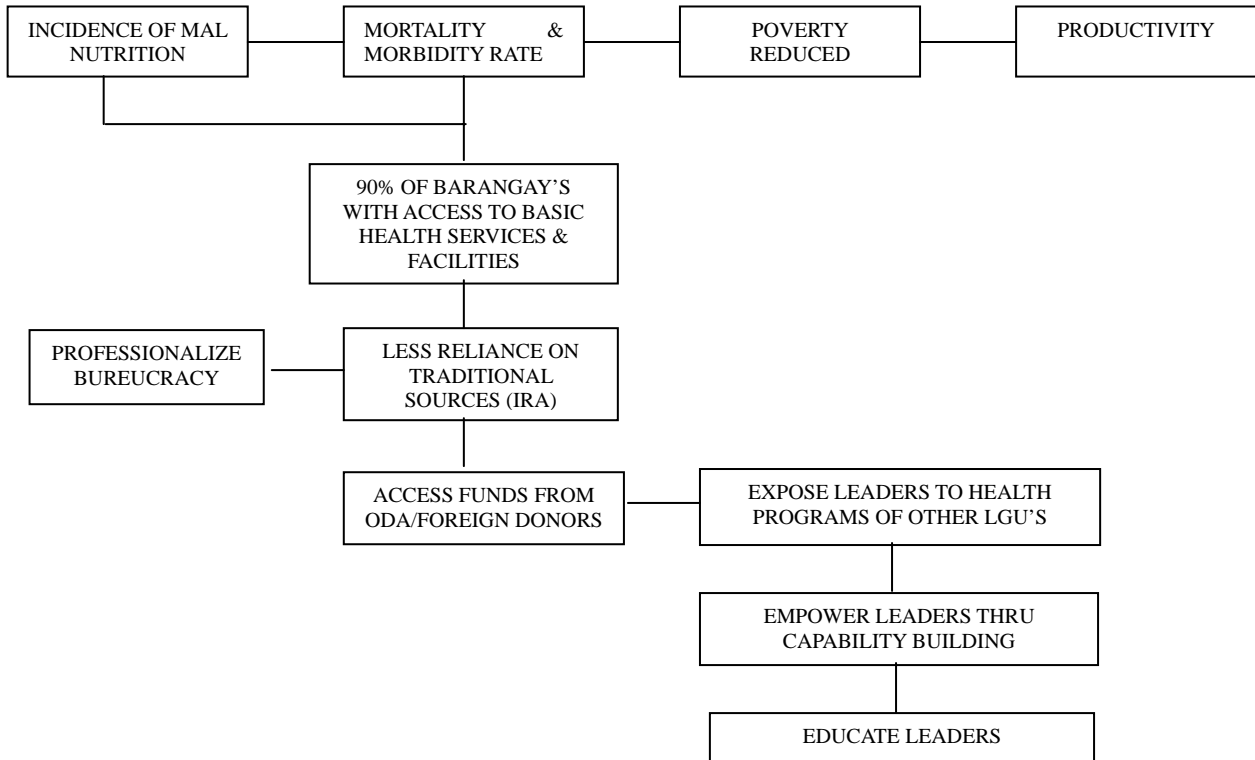 INCIDENCE OF MAL
NUTRITION
MORTALITY &
MORBIDITY RATE
POVERTY
REDUCED
PRODUCTIVITY
90% OF BARANGAY’S
WITH ACCESS TO BASIC
HEALTH SERVICES &
FACILITIES
PROFESSIONALIZE
BUREUCRACY
LESS RELIANCE ON
TRADITIONAL
SOURCES (IRA)
ACCESS FUNDS FROM
ODA/FOREIGN DONORS
EXPOSE LEADERS TO HEALTH
PROGRAMS OF OTHER LGU’S
EMPOWER LEADERS THRU
CAPABILITY BUILDING
EDUCATE LEADERS